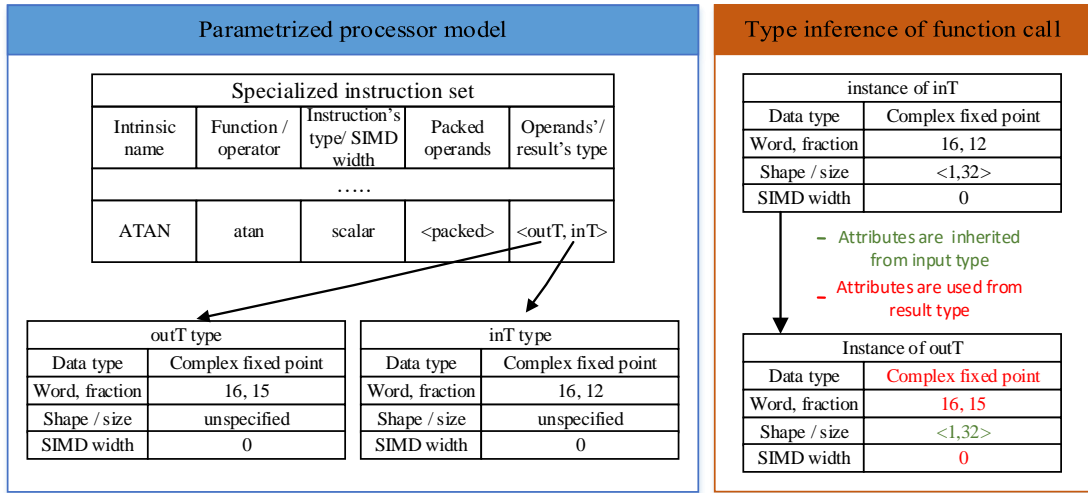 Parametrized processor model
Specialized instruction set
Intrinsic name
Function / operator
Instruction's type/ SIMD width
Packed operands
Operands'/ result's type
.....
ATAN
atan
scalar
<packed>
<outT, inT>
outT type
Data type
Complex fixed point
Word, fraction
16, 15
Shape / size
unspecified
SIMD width
0
inT type
Data type
Complex fixed point
Word, fraction
16, 12
Shape / size
unspecified
SIMD width
0
Type inference of function call
instance of inT
Data type
Complex fixed point
Word, fraction
16, 12
Shape / size
<1,32>
SIMD width
0
- Attributes are inherited
from input type
- Attributes are used from
result type
Instance of outT
Data type
Complex fixed point
Word, fraction
16, 15
Shape / size
<1,32>
SIMD width
0